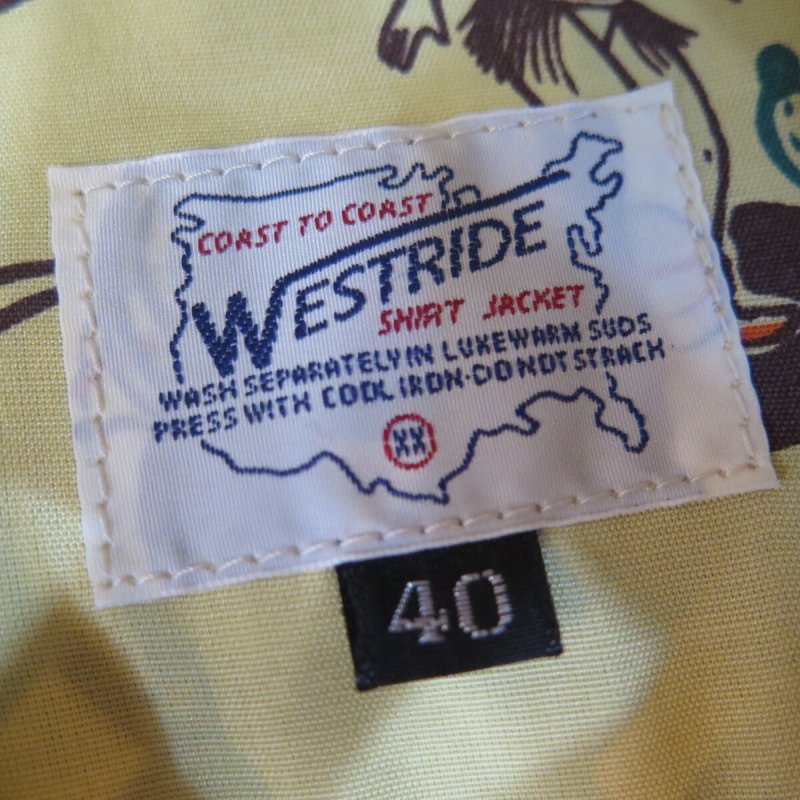 COAST TO COAST
WESTRIDE
SHIRT JACKET
WASH SEPARATELY IN LUKEWARM SUDS
PRESS WITH COOL IRON·DO NOT STRACH
XX
40